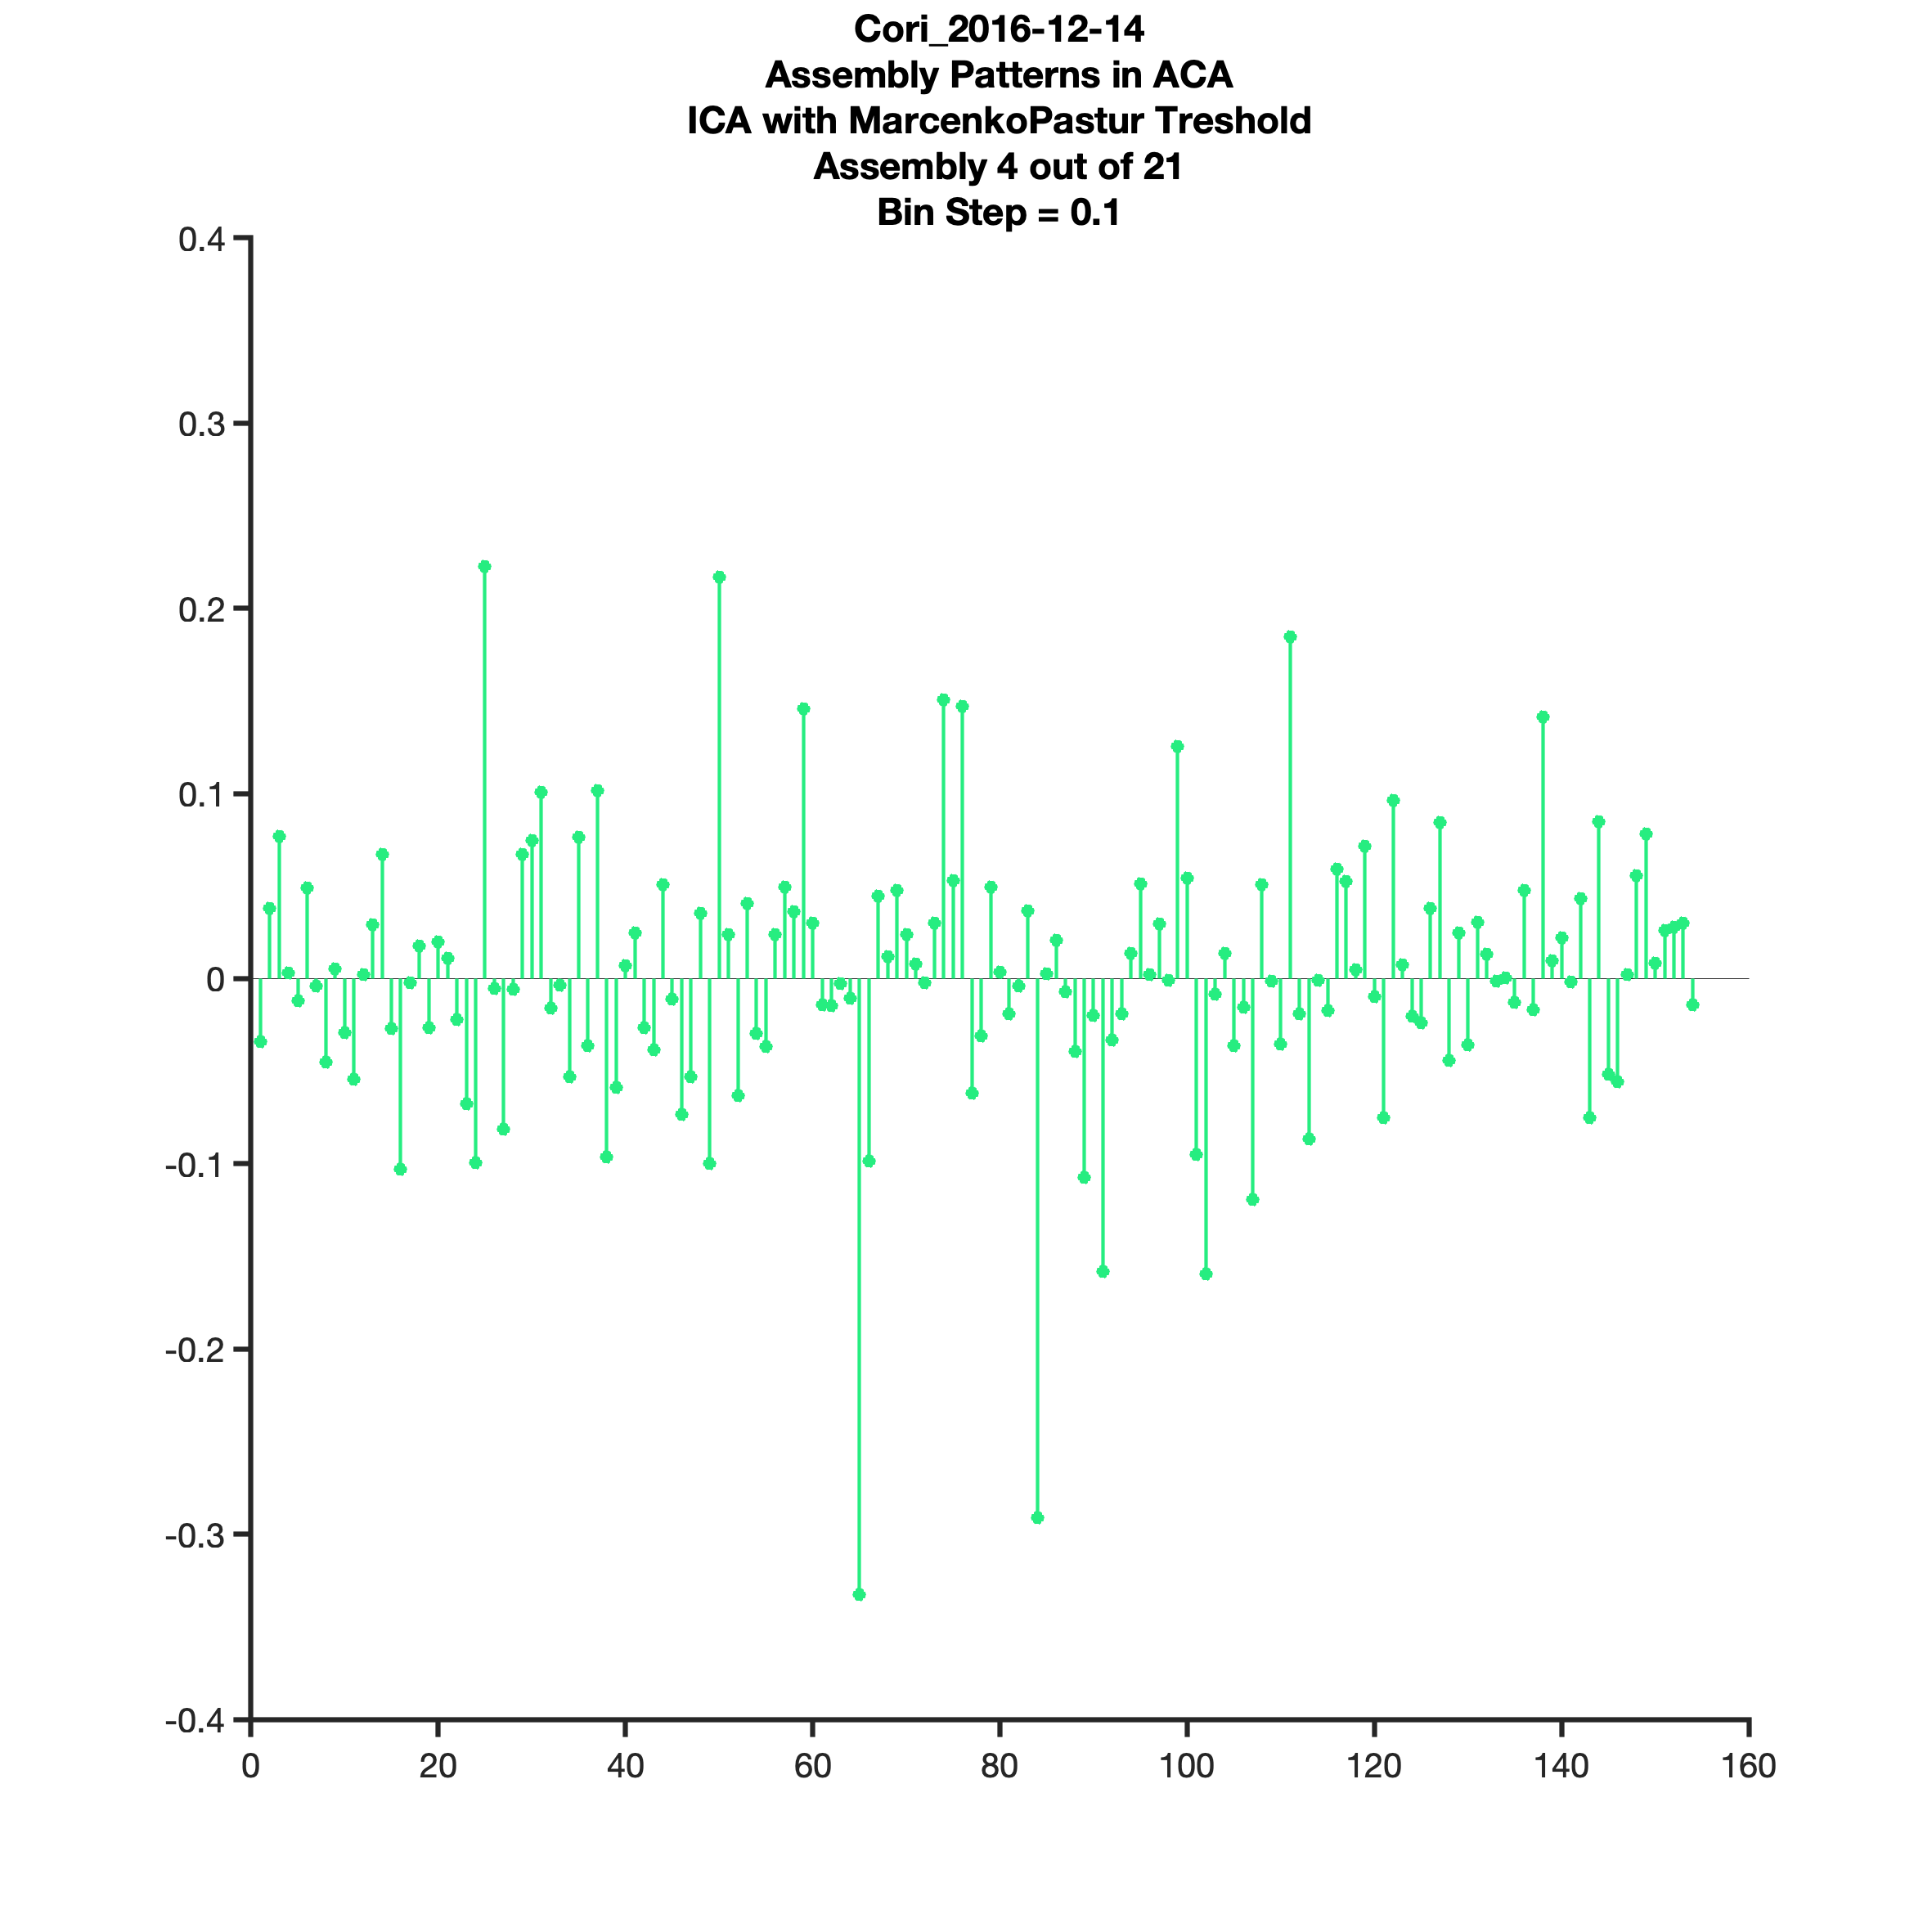 Cori_2016-12-14
Assembly Patterns in ACA
ICA with MarcenkoPastur Treshold
Assembly 4 out of 21
Bin Step = 0.1
0.4
0.3
0.2
0.1
0
-0.1
-0.2
-0.3
-0.4
0 20 40 60 80 100 120 140 160